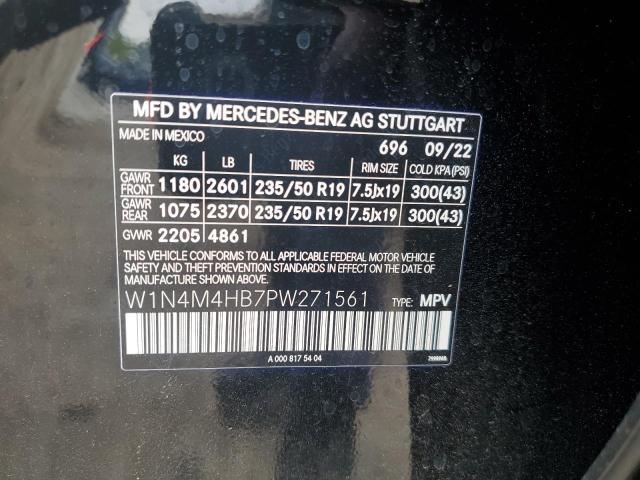 MFD BY MERCEDES-BENZ AG STUTTGART
MADE IN MEXICO 696 09/22
KG LB TIRES RIM SIZE COLD KPA(PSI)
GAWR FRONT 1180 2601 235/50 R19 7.5Jx19 300(43)
GAWR REAR 1075 2370 235/50 R19 7.5Jx19 300(43)
GVWR 2205 4861
THIS VEHICLE CONFORMS TO ALL APPLICABLE FEDERAL MOTOR VEHICLE
SAFETY AND THEFT PREVENTION STANDARDS IN EFFECT ON THE DATE OF
MANUFACTURE SHOWN ABOVE.
W1N4M4HB7PW271561 TYPE: MPV
A 000 817 54 04